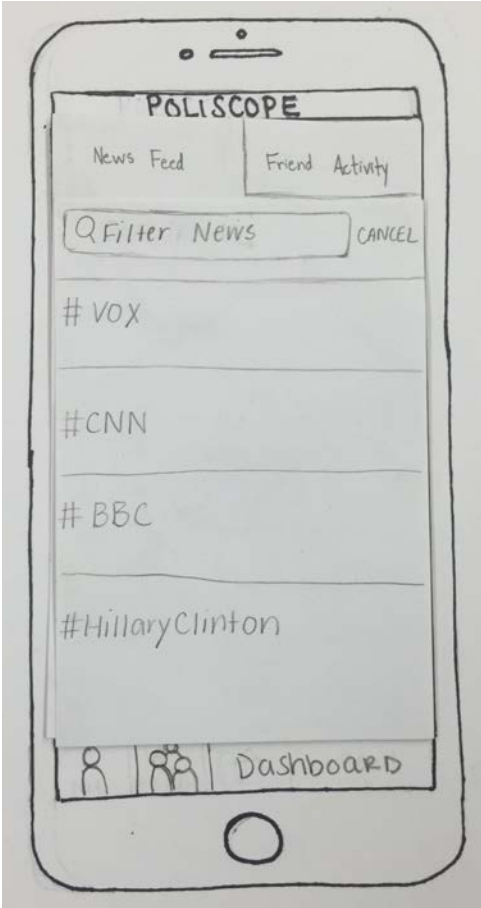 POLISCOPE
News Feed
Friend Activity
Filter News
CANCEL
# VOX
#CNN
# BBC
#HillaryClinton
DashboaRD